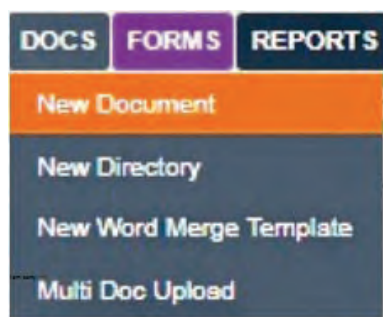 DOCS FORMS REPORTS
New Document
New Directory
New Word Merge Template
Multi Doc Upload